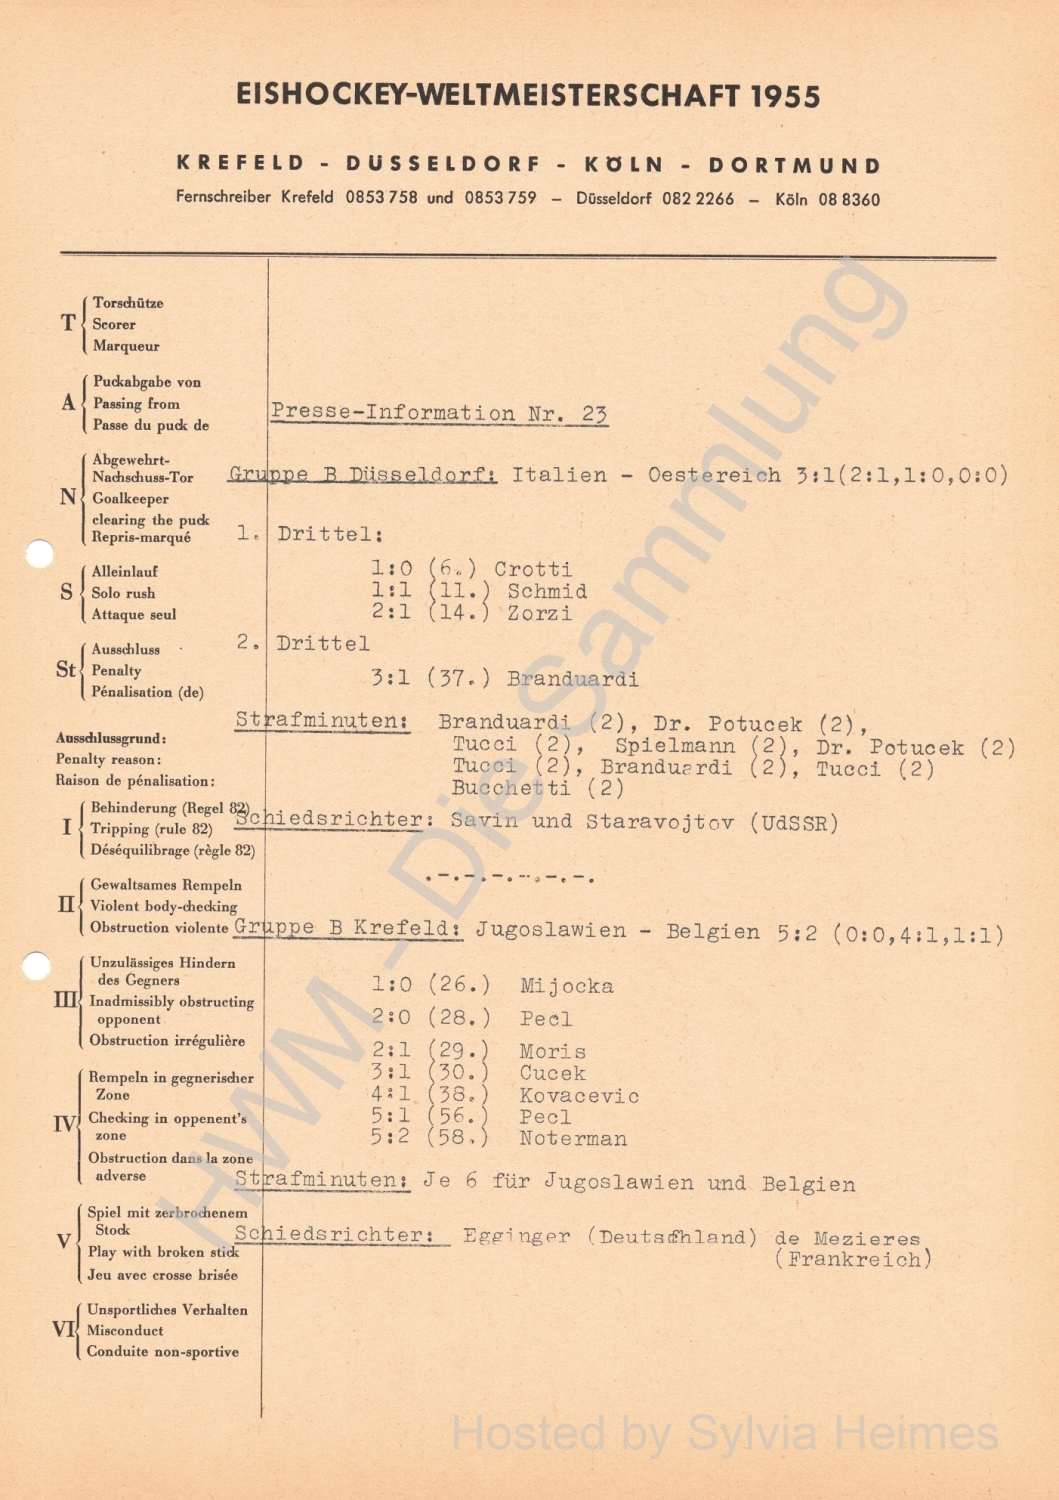 EISHOCKEY-WELTMEISTERSCHAFT 1955
KREFELD - DÜSSELDORF - KÖLN - DORTMUND
Fernschreiber Krefeld 0853 758 und 0853 759 – Düsseldorf 082 2266 – Köln 08 8360
T
Torschütze
Scorer
Marqueur
A
Puckabgabe von
Passing from
Passe du puck de
N
Abgewehrt-
Nachschuss-Tor
Goalkeeper
clearing the puck
Repris-marqué
S
Alleinlauf
Solo rush
Attaque seul
St
Ausschluss
Penalty
Pénalisation (de)
Ausschlussgrund:
Penalty reason:
Raison de pénalisation:
I
Behinderung (Regel 82)
Tripping (rule 82)
Déséquilibrage (règle 82)
II
Gewaltsames Rempeln
Violent body-checking
Obstruction violente
III
Unzulässiges Hindern
des Gegners
Inadmissibly obstructing
opponent
Obstruction irrégulière
IV
Rempeln in gegnerischer
Zone
Checking in oppenent's
zone
Obstruction dans la zone
adverse
V
Spiel mit zerbrochenem
Stock
Play with broken stick
Jeu avec crosse brisée
VI
Unsportliches Verhalten
Misconduct
Conduite non-sportive
Presse-Information Nr. 23
Gruppe B Düsseldorf: Italien - Oestereich 3:1(2:1,1:0,0:0)
1. Drittel:
1:0 (6.) Crotti
1:1 (11.) Schmid
2:1 (14.) Zorzi
2. Drittel
3:1 (37.) Branduardi
Strafminuten: Branduardi (2), Dr. Potucek (2),
Tucci (2), Spielmann (2), Dr. Potucek (2)
Tucci (2), Branduardi (2), Tucci (2)
Bucchetti (2)
Schiedsrichter: Savin und Staravojtov (UdSSR)
.-.-.-.-.-.-.
Gruppe B Krefeld: Jugoslawien - Belgien 5:2 (0:0,4:1,1:1)
1:0 (26.) Mijocka
2:0 (28.) Pecl
2:1 (29.) Moris
3:1 (30.) Cucek
4:1 (38.) Kovacevic
5:1 (56.) Pecl
5:2 (58.) Noterman
Strafminuten: Je 6 für Jugoslawien und Belgien
Schiedsrichter: Egginger (Deutschland) de Mezieres
(Frankreich)
HWM - Die Sammlung
Hosted by Sylvia Heimes